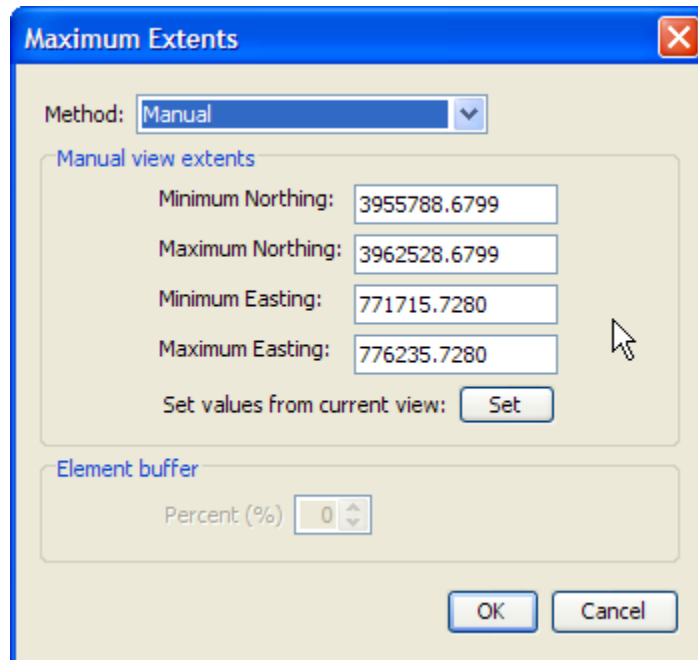 Maximum Extents
Method: Manual
Manual view extents
Minimum Northing: 3955788.6799
Maximum Northing: 3962528.6799
Minimum Easting: 771715.7280
Maximum Easting: 776235.7280
Set values from current view: Set
Element buffer
Percent (%) 0
OK Cancel